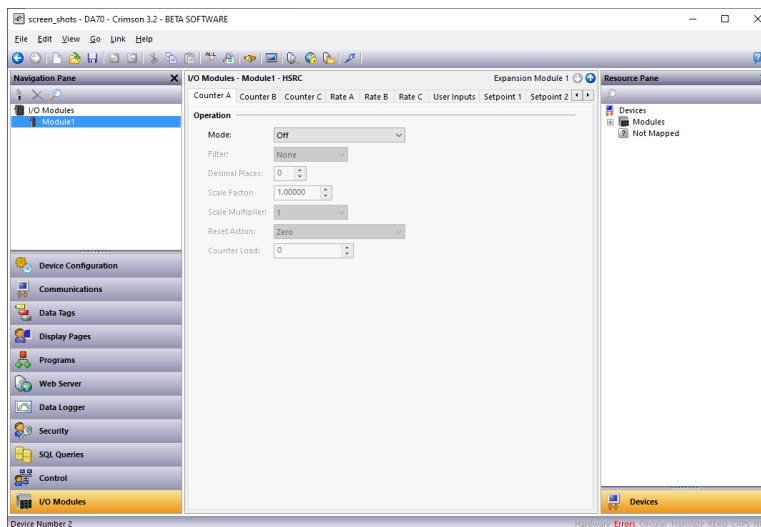 screen_shots - DA70 - Crimson 3.2 - BETA SOFTWARE
File Edit View Go Link Help
Navigation Pane
I/O Modules - Module1 - HSRC
Expansion Module 1
Resource Pane
I/O Modules
Module1
Counter A Counter B Counter C Rate A Rate B Rate C User Inputs Setpoint 1 Setpoint 2
Devices
Modules
Not Mapped
Operation
Mode: Off
Filter: None
Decimal Places: 0
Scale Factor: 1.00000
Scale Multiplier: 1
Reset Action: Zero
Counter Load: 0
Device Configuration
Communications
Data Tags
Display Pages
Programs
Web Server
Data Logger
Security
SQL Queries
Control
I/O Modules
Devices
Device Number 2
Hardware Errors Circular Translate READ CAPS